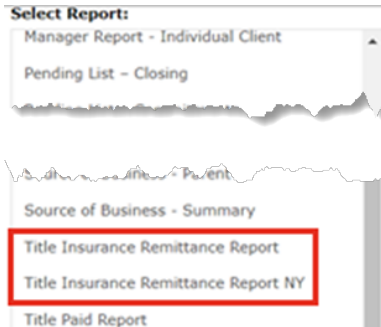 Select Report:
Manager Report - Individual Client
Pending List – Closing
Source of Business - Summary
Title Insurance Remittance Report
Title Insurance Remittance Report NY
Title Paid Report